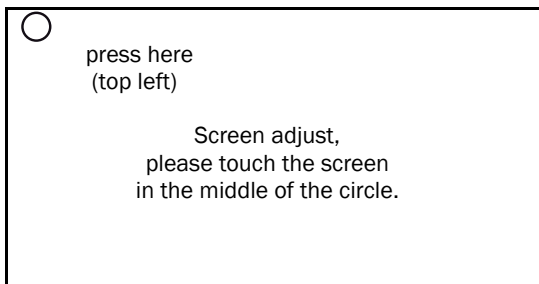 press here
(top left)
Screen adjust,
please touch the screen
in the middle of the circle.